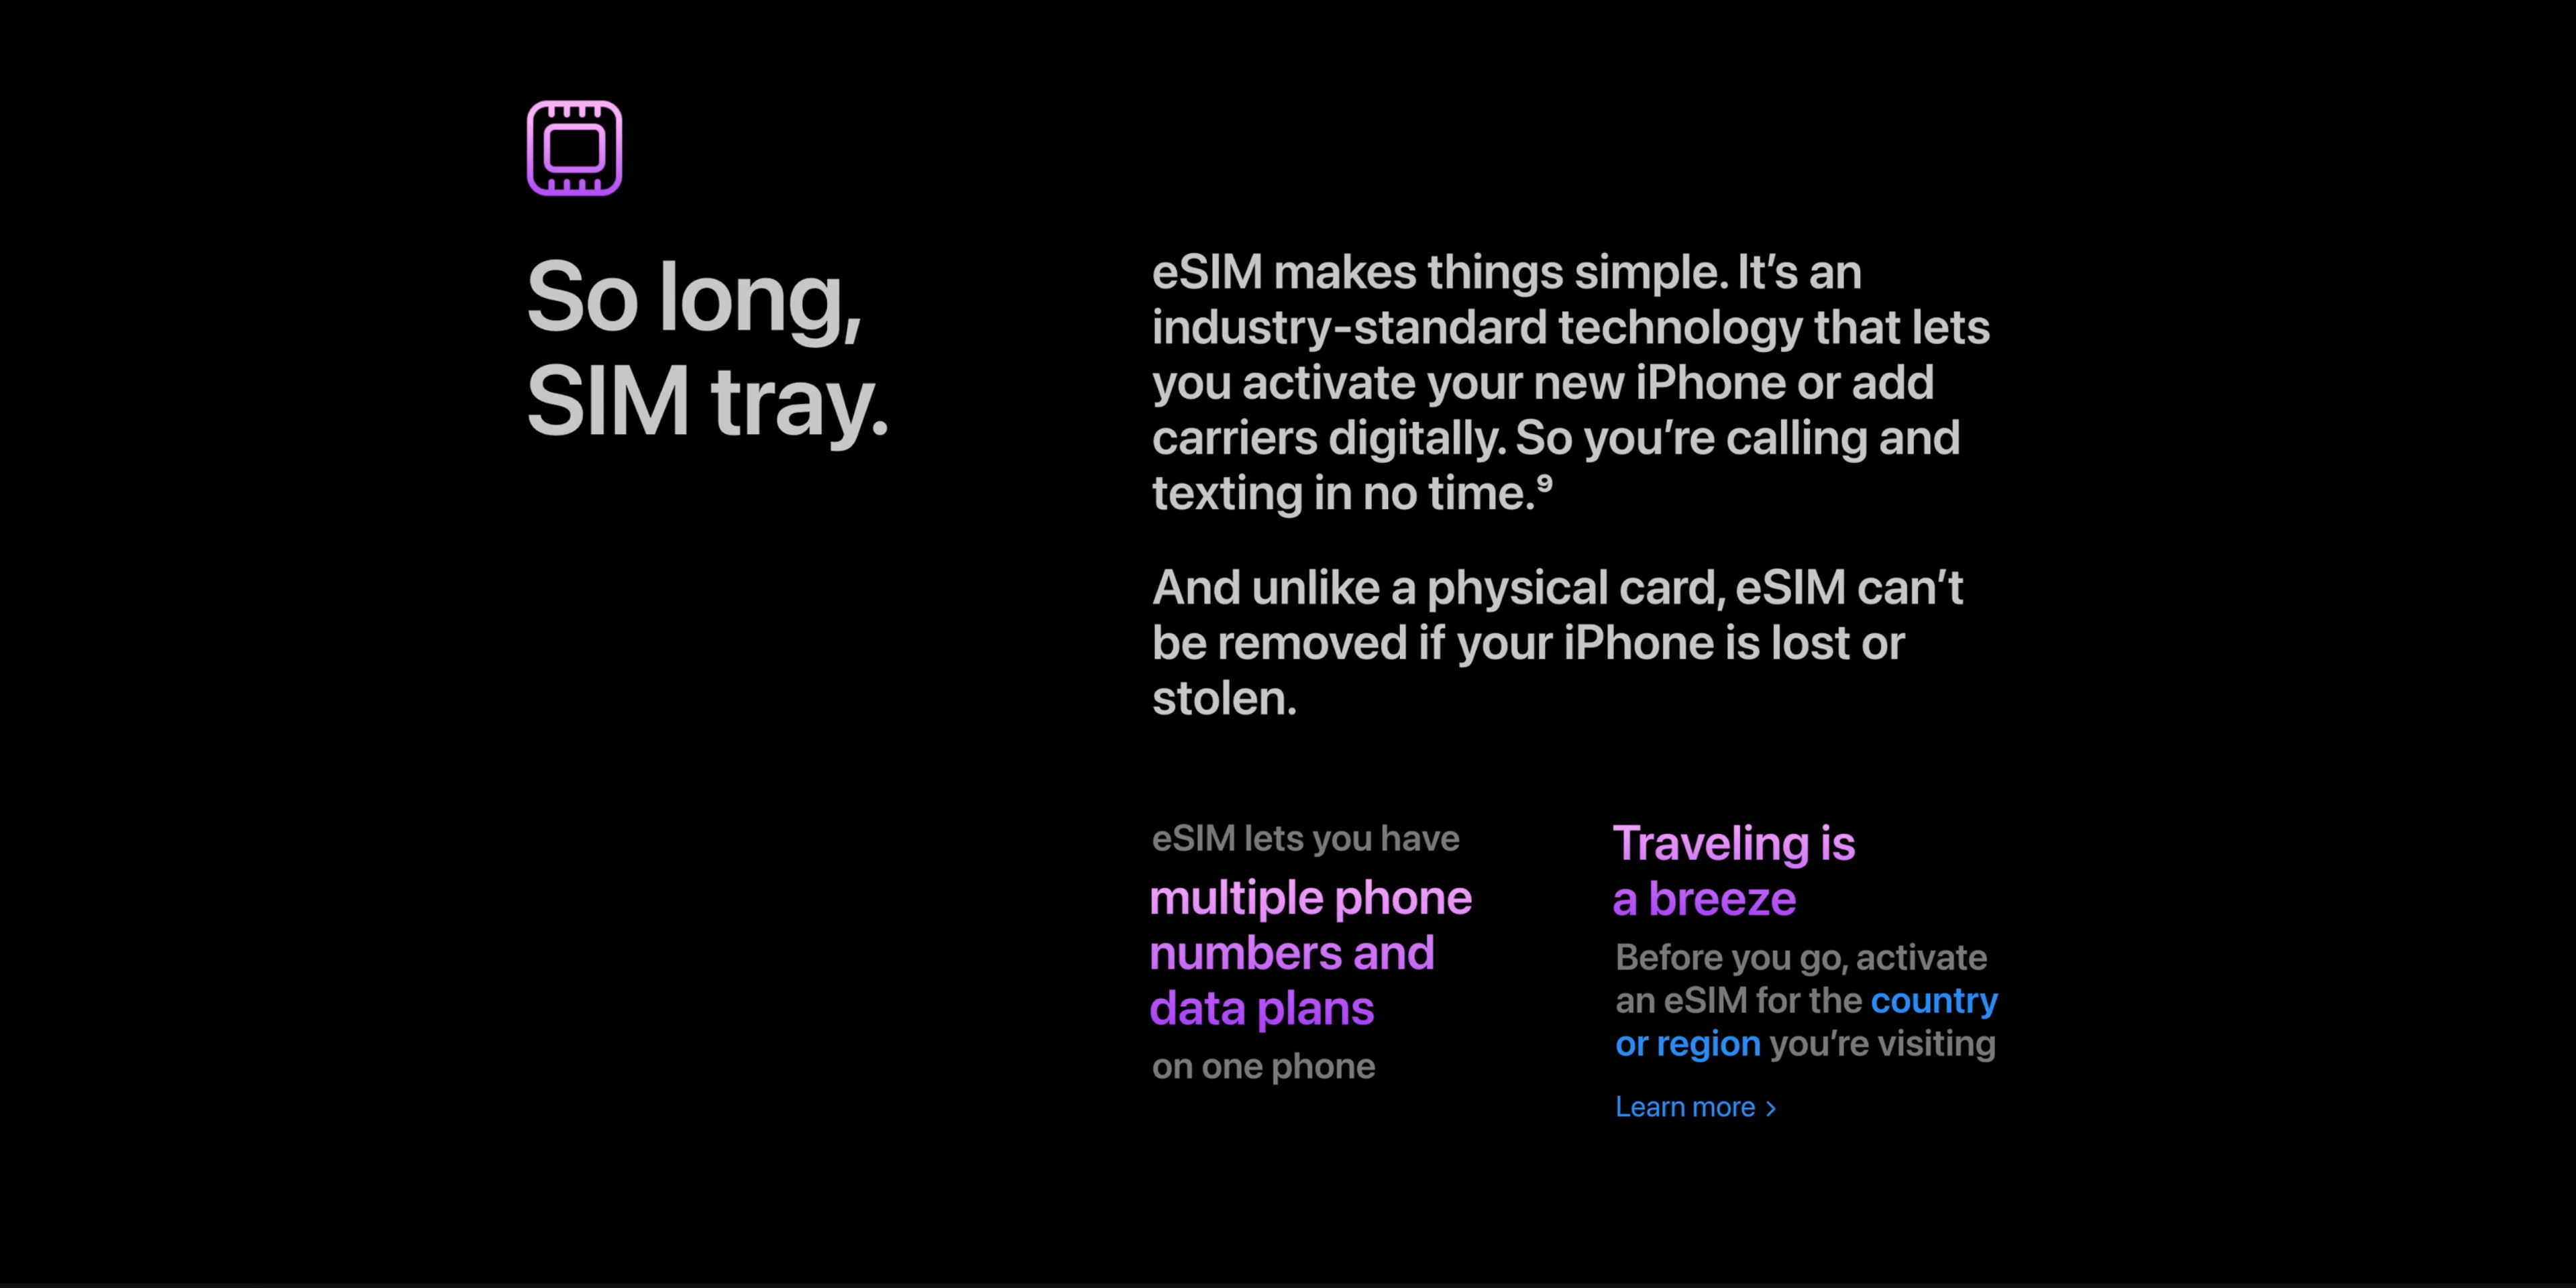 So long,
SIM tray.
eSIM makes things simple. It’s an
industry-standard technology that lets
you activate your new iPhone or add
carriers digitally. So you’re calling and
texting in no time.⁹
And unlike a physical card, eSIM can’t
be removed if your iPhone is lost or
stolen.
eSIM lets you have
multiple phone
numbers and
data plans
on one phone
Traveling is
a breeze
Before you go, activate
an eSIM for the country
or region you’re visiting
Learn more >